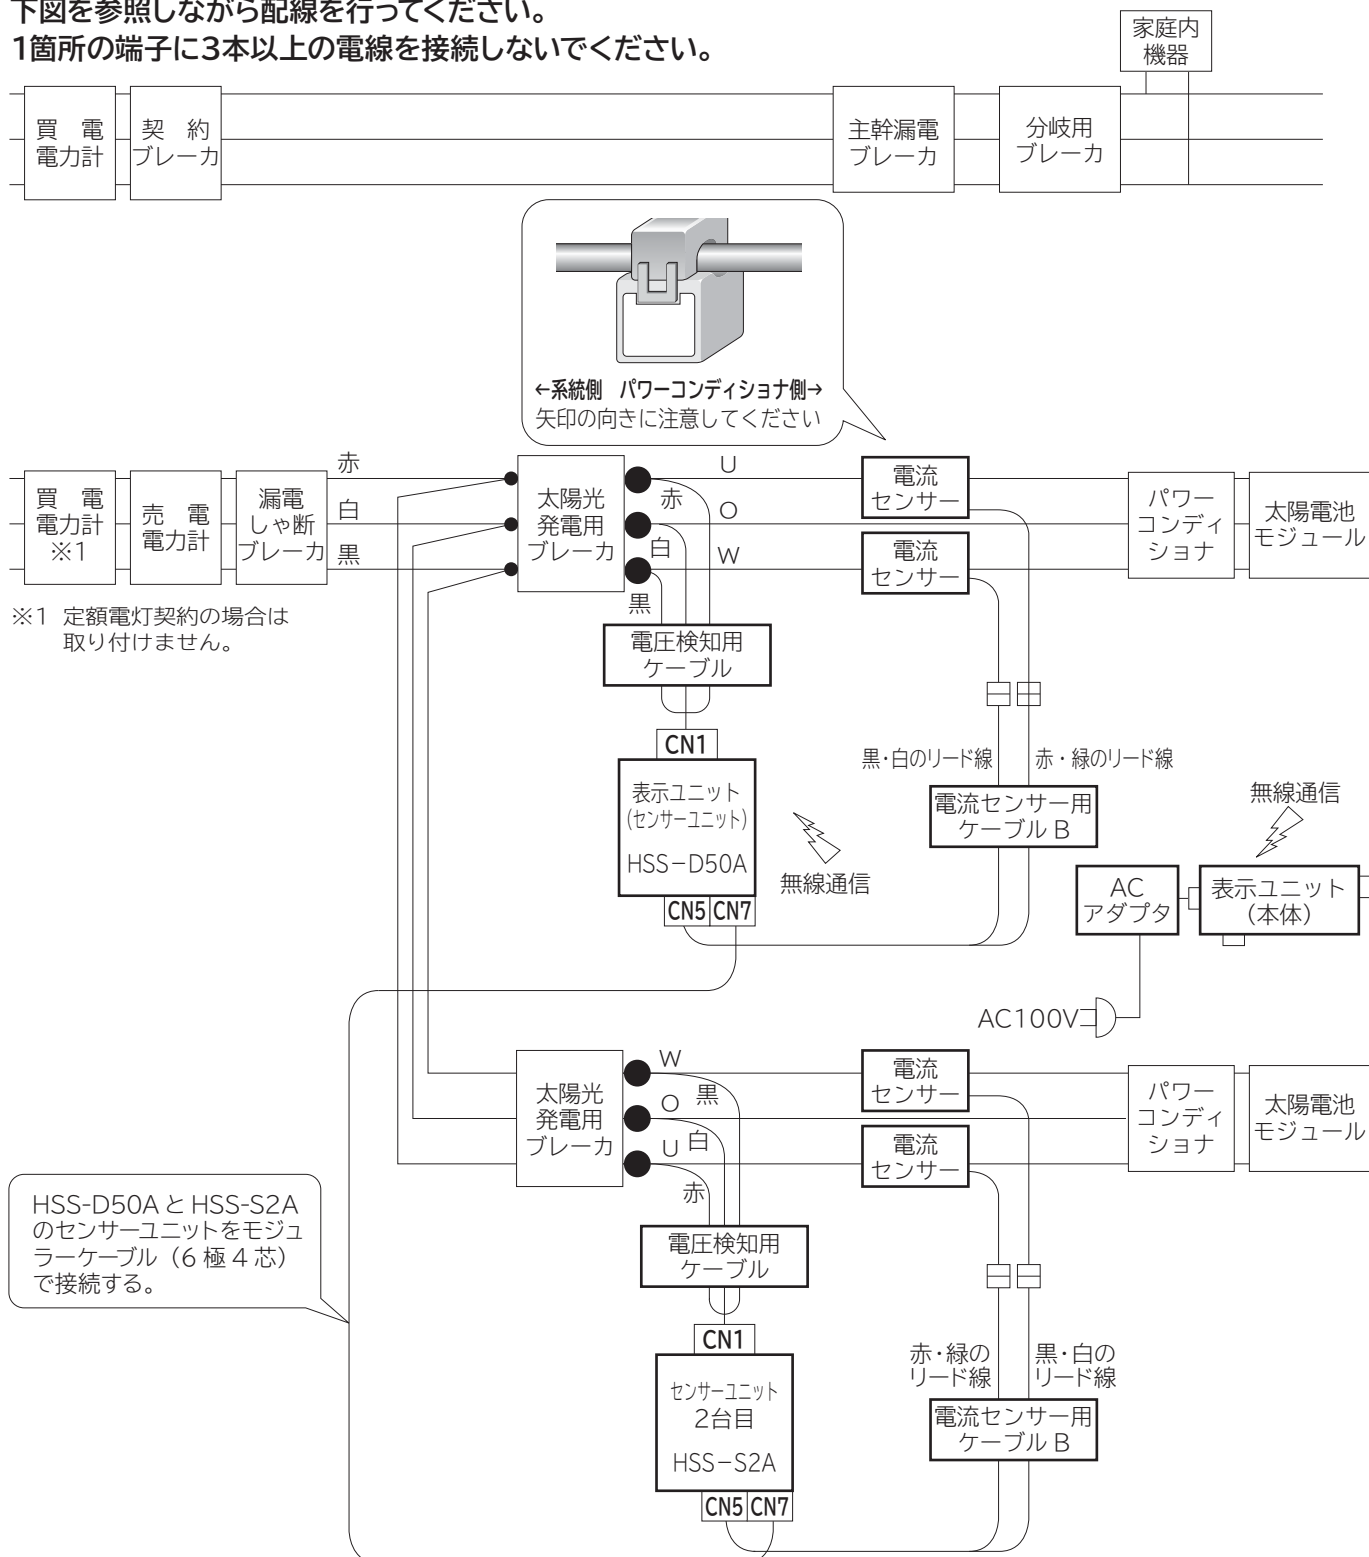 下図を参照しながら配線を行ってください。
1箇所の端子に3本以上の電線を接続しないでください。
家庭内
機器
買 電
電力計
契 約
ブレーカ
主幹漏電
ブレーカ
分岐用
ブレーカ
←系統側 パワーコンディショナ側→
矢印の向きに注意してください
買 電
電力計
※1
売 電
電力計
漏電
しゃ断
ブレーカ
赤
白
黒
太陽光
発電用
ブレーカ
U
赤
O
白
W
黒
電流
センサー
電流
センサー
パワー
コンディ
ショナ
太陽電池
モジュール
※1 定額電灯契約の場合は
取り付けません。
電圧検知用
ケーブル
CN1
表示ユニット
(センサーユニット)
HSS-D50A
CN5
CN7
無線通信
黒・白のリード線
赤・緑のリード線
電流センサー用
ケーブル B
無線通信
AC
アダプタ
表示ユニット
(本体)
AC100V
太陽光
発電用
ブレーカ
W
黒
O
白
U
赤
電流
センサー
電流
センサー
パワー
コンディ
ショナ
太陽電池
モジュール
HSS-D50A と HSS-S2A
のセンサーユニットをモジュ
ラーケーブル（6 極 4 芯）
で接続する。
電圧検知用
ケーブル
CN1
センサーユニット
2台目
HSS-S2A
CN5
CN7
赤・緑の
リード線
黒・白の
リード線
電流センサー用
ケーブル B